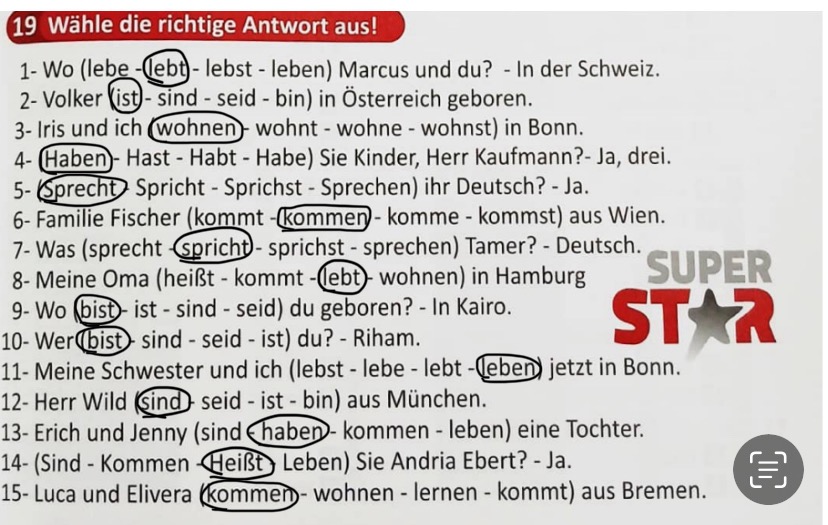 19 Wähle die richtige Antwort aus!
1- Wo (lebe - lebt - lebst - leben) Marcus und du? - In der Schweiz.
2- Volker (ist - sind - seid - bin) in Österreich geboren.
3- Iris und ich (wohnen - wohnt - wohne - wohnst) in Bonn.
4- (Haben - Hast - Habt - Habe) Sie Kinder, Herr Kaufmann?- Ja, drei.
5- (Sprecht - Spricht - Sprichst - Sprechen) ihr Deutsch? - Ja.
6- Familie Fischer (kommt - kommen - komme - kommst) aus Wien.
7- Was (sprecht - spricht - sprichst - sprechen) Tamer? - Deutsch.
8- Meine Oma (heißt - kommt - lebt - wohnen) in Hamburg
9- Wo (bist - ist - sind - seid) du geboren? - In Kairo.
10- Wer (bist - sind - seid - ist) du? - Riham.
11- Meine Schwester und ich (lebst - lebe - lebt - leben) jetzt in Bonn.
12- Herr Wild (sind - seid - ist - bin) aus München.
13- Erich und Jenny (sind - haben - kommen - leben) eine Tochter.
14- (Sind - Kommen - Heißt - Leben) Sie Andria Ebert? - Ja.
15- Luca und Elivera (kommen - wohnen - lernen - kommt) aus Bremen.
SUPER
STAR